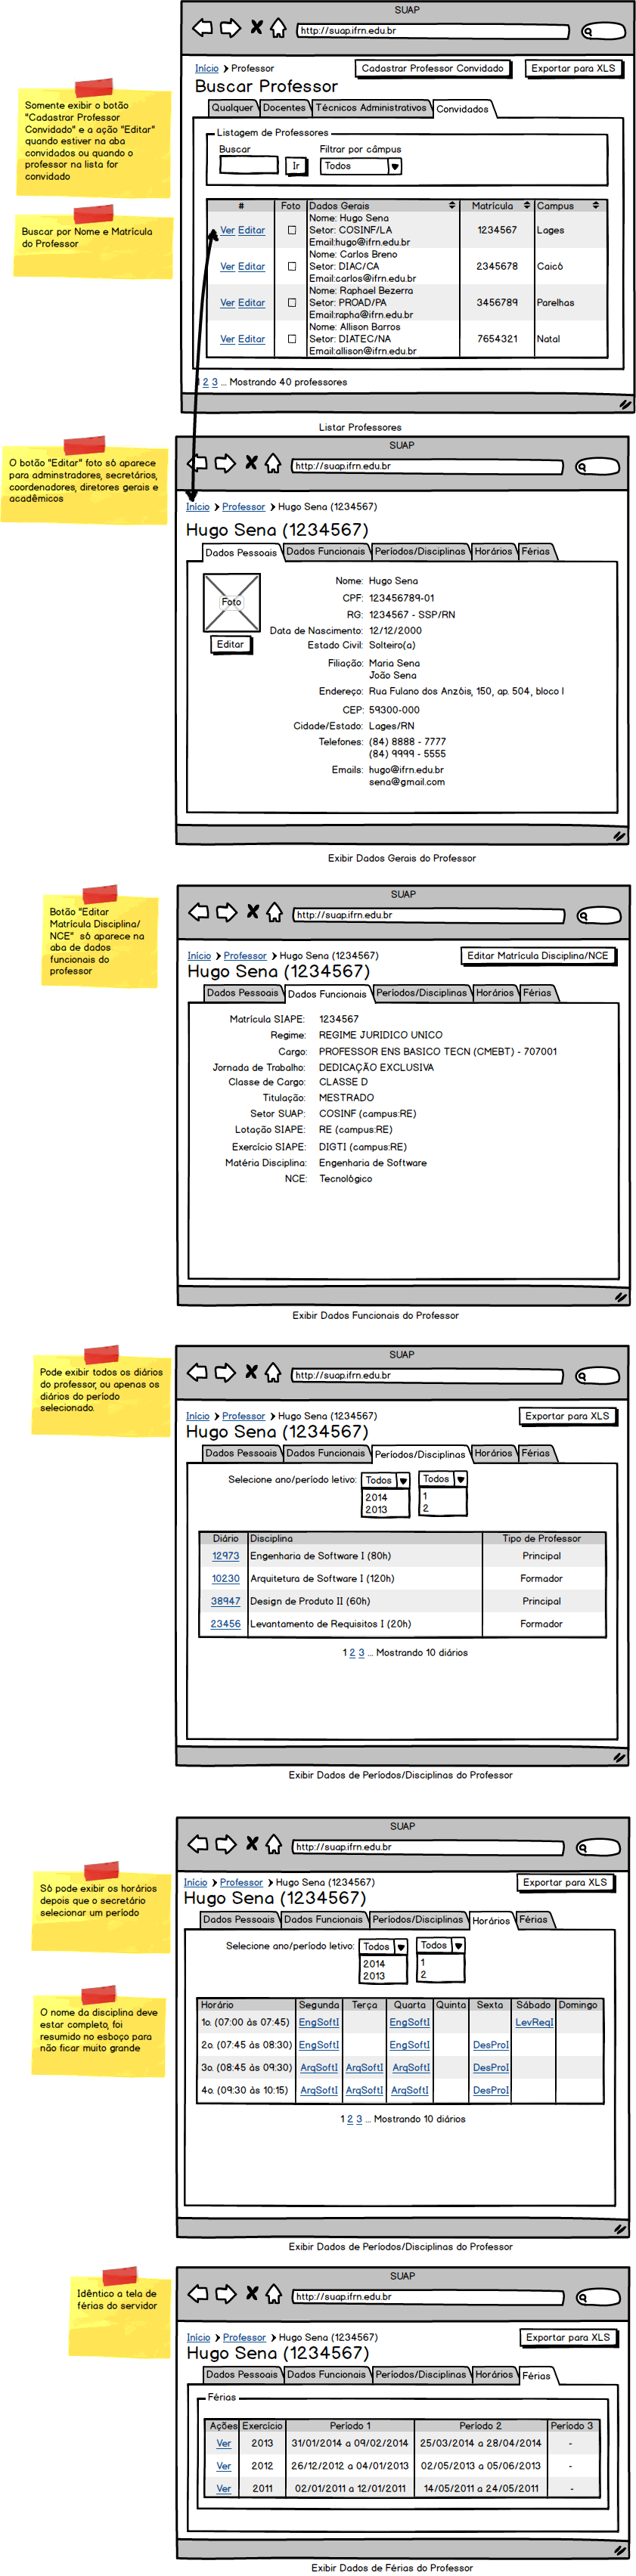 SUAP
http://suap.ifrn.edu.br
Início > Professor
Cadastrar Professor Convidado
Exportar para XLS
Buscar Professor
Qualquer Docentes Técnicos Administrativos Convidados
Listagem de Professores
Buscar Filtrar por câmpus
Ir Todos
# Foto Dados Gerais Matrícula Campus
Nome: Hugo Sena
Ver Editar Setor: COSINF/LA 1234567 Lages
Email:hugo@ifrn.edu.br
Nome: Carlos Breno
Ver Editar Setor: DIAC/CA 2345678 Caicó
Email:carlos@ifrn.edu.br
Nome: Raphael Bezerra
Ver Editar Setor: PROAD/PA 3456789 Parelhas
Email:rapha@ifrn.edu.br
Nome: Allison Barros
Ver Editar Setor: DIATEC/NA 7654321 Natal
Email:allison@ifrn.edu.br
2 3 ... Mostrando 40 professores
Somente exibir o botão
"Cadastrar Professor
Convidado" e a ação "Editar"
quando estiver na aba
convidados ou quando o
professor na lista for
convidado
Buscar por Nome e Matrícula
do Professor
Listar Professores
SUAP
http://suap.ifrn.edu.br
O botão "Editar" foto só aparece
para adminstradores, secretários,
coordenadores, diretores gerais e
acadêmicos
Início > Professor > Hugo Sena (1234567)
Hugo Sena (1234567)
Dados Pessoais Dados Funcionais Períodos/Disciplinas Horários Férias
Foto
Editar
Nome: Hugo Sena
CPF: 123456789-01
RG: 1234567 - SSP/RN
Data de Nascimento: 12/12/2000
Estado Civil: Solteiro(a)
Filiação: Maria Sena
João Sena
Endereço: Rua Fulano dos Anzóis, 150, ap. 504, bloco I
CEP: 59300-000
Cidade/Estado: Lages/RN
Telefones: (84) 8888 - 7777
(84) 9999 - 5555
Emails: hugo@ifrn.edu.br
sena@gmail.com
Exibir Dados Gerais do Professor
SUAP
http://suap.ifrn.edu.br
Botão "Editar
Matrícula Disciplina/
NCE" só aparece na
aba de dados
funcionais do
professor
Início > Professor > Hugo Sena (1234567)
Editar Matrícula Disciplina/NCE
Hugo Sena (1234567)
Dados Pessoais Dados Funcionais Períodos/Disciplinas Horários Férias
Matrícula SIAPE: 1234567
Regime: REGIME JURIDICO UNICO
Cargo: PROFESSOR ENS BASICO TECN (CMEBT) - 707001
Jornada de Trabalho: DEDICAÇÃO EXCLUSIVA
Classe de Cargo: CLASSE D
Titulação: MESTRADO
Setor SUAP: COSINF (campus:RE)
Lotação SIAPE: RE (campus:RE)
Exercício SIAPE: DIGTI (campus:RE)
Matéria Disciplina: Engenharia de Software
NCE: Tecnológico
Exibir Dados Funcionais do Professor
SUAP
http://suap.ifrn.edu.br
Pode exibir todos os diários
do professor, ou apenas os
diários do período
selecionado.
Início > Professor > Hugo Sena (1234567)
Exportar para XLS
Hugo Sena (1234567)
Dados Pessoais Dados Funcionais Períodos/Disciplinas Horários Férias
Selecione ano/período letivo: Todos Todos
2014 1
2013 2
Diário Disciplina Tipo de Professor
12973 Engenharia de Software I (80h) Principal
10230 Arquitetura de Software I (120h) Formador
38947 Design de Produto II (60h) Principal
23456 Levantamento de Requisitos I (20h) Formador
1 2 3 ... Mostrando 10 diários
Exibir Dados de Períodos/Disciplinas do Professor
SUAP
http://suap.ifrn.edu.br
Só pode exibir os horários
depois que o secretário
selecionar um período
Início > Professor > Hugo Sena (1234567)
Exportar para XLS
Hugo Sena (1234567)
Dados Pessoais Dados Funcionais Períodos/Disciplinas Horários Férias
Selecione ano/período letivo: Todos Todos
2014 1
2013 2
O nome da disciplina deve
estar completo, foi
resumido no esboço para
não ficar muito grande
Horário Segunda Terça Quarta Quinta Sexta Sábado Domingo
1o. (07:00 às 07:45) EngSoftI EngSoftI LevReqI
2o. (07:45 às 08:30) EngSoftI EngSoftI DesProI
3o. (08:45 às 09:30) ArqSoftI ArqSoftI ArqSoftI DesProI
4o. (09:30 às 10:15) ArqSoftI ArqSoftI ArqSoftI DesProI
1 2 3 ... Mostrando 10 diários
Exibir Dados de Períodos/Disciplinas do Professor
SUAP
http://suap.ifrn.edu.br
Idêntico a tela de
férias do servidor
Início > Professor > Hugo Sena (1234567)
Exportar para XLS
Hugo Sena (1234567)
Dados Pessoais Dados Funcionais Períodos/Disciplinas Horários Férias
Férias
Ações Exercício Período 1 Período 2 Período 3
Ver 2013 31/01/2014 a 09/02/2014 25/03/2014 a 28/04/2014 -
Ver 2012 26/12/2012 a 04/01/2013 02/05/2013 a 05/06/2013 -
Ver 2011 02/01/2011 a 12/01/2011 14/05/2011 a 24/05/2011 -
Exibir Dados de Férias do Professor